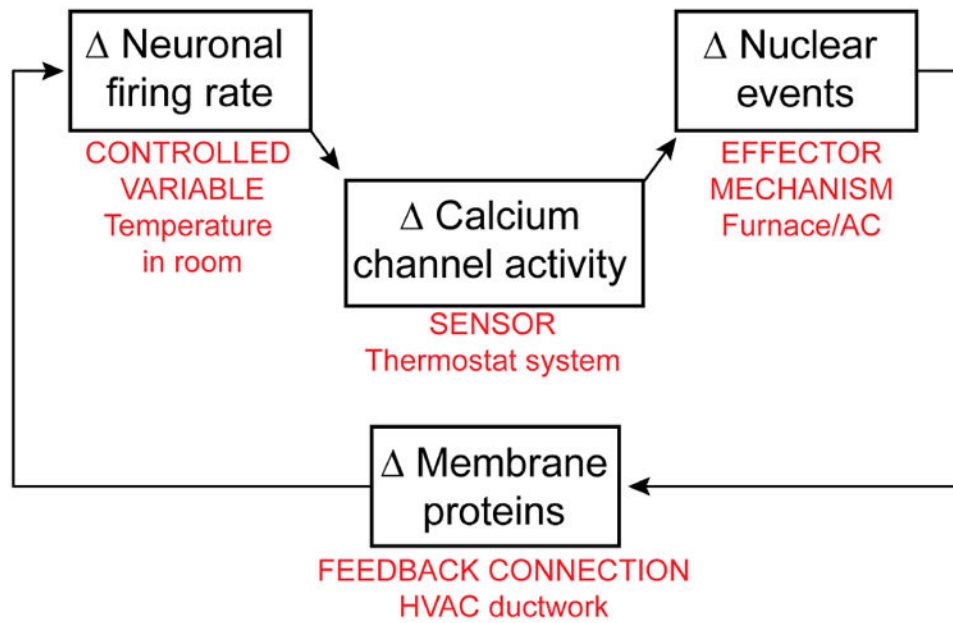 Δ Neuronal
firing rate
CONTROLLED
VARIABLE
Temperature
in room
Δ Calcium
channel activity
SENSOR
Thermostat system
Δ Nuclear
events
EFFECTOR
MECHANISM
Furnace/AC
Δ Membrane
proteins
FEEDBACK CONNECTION
HVAC ductwork